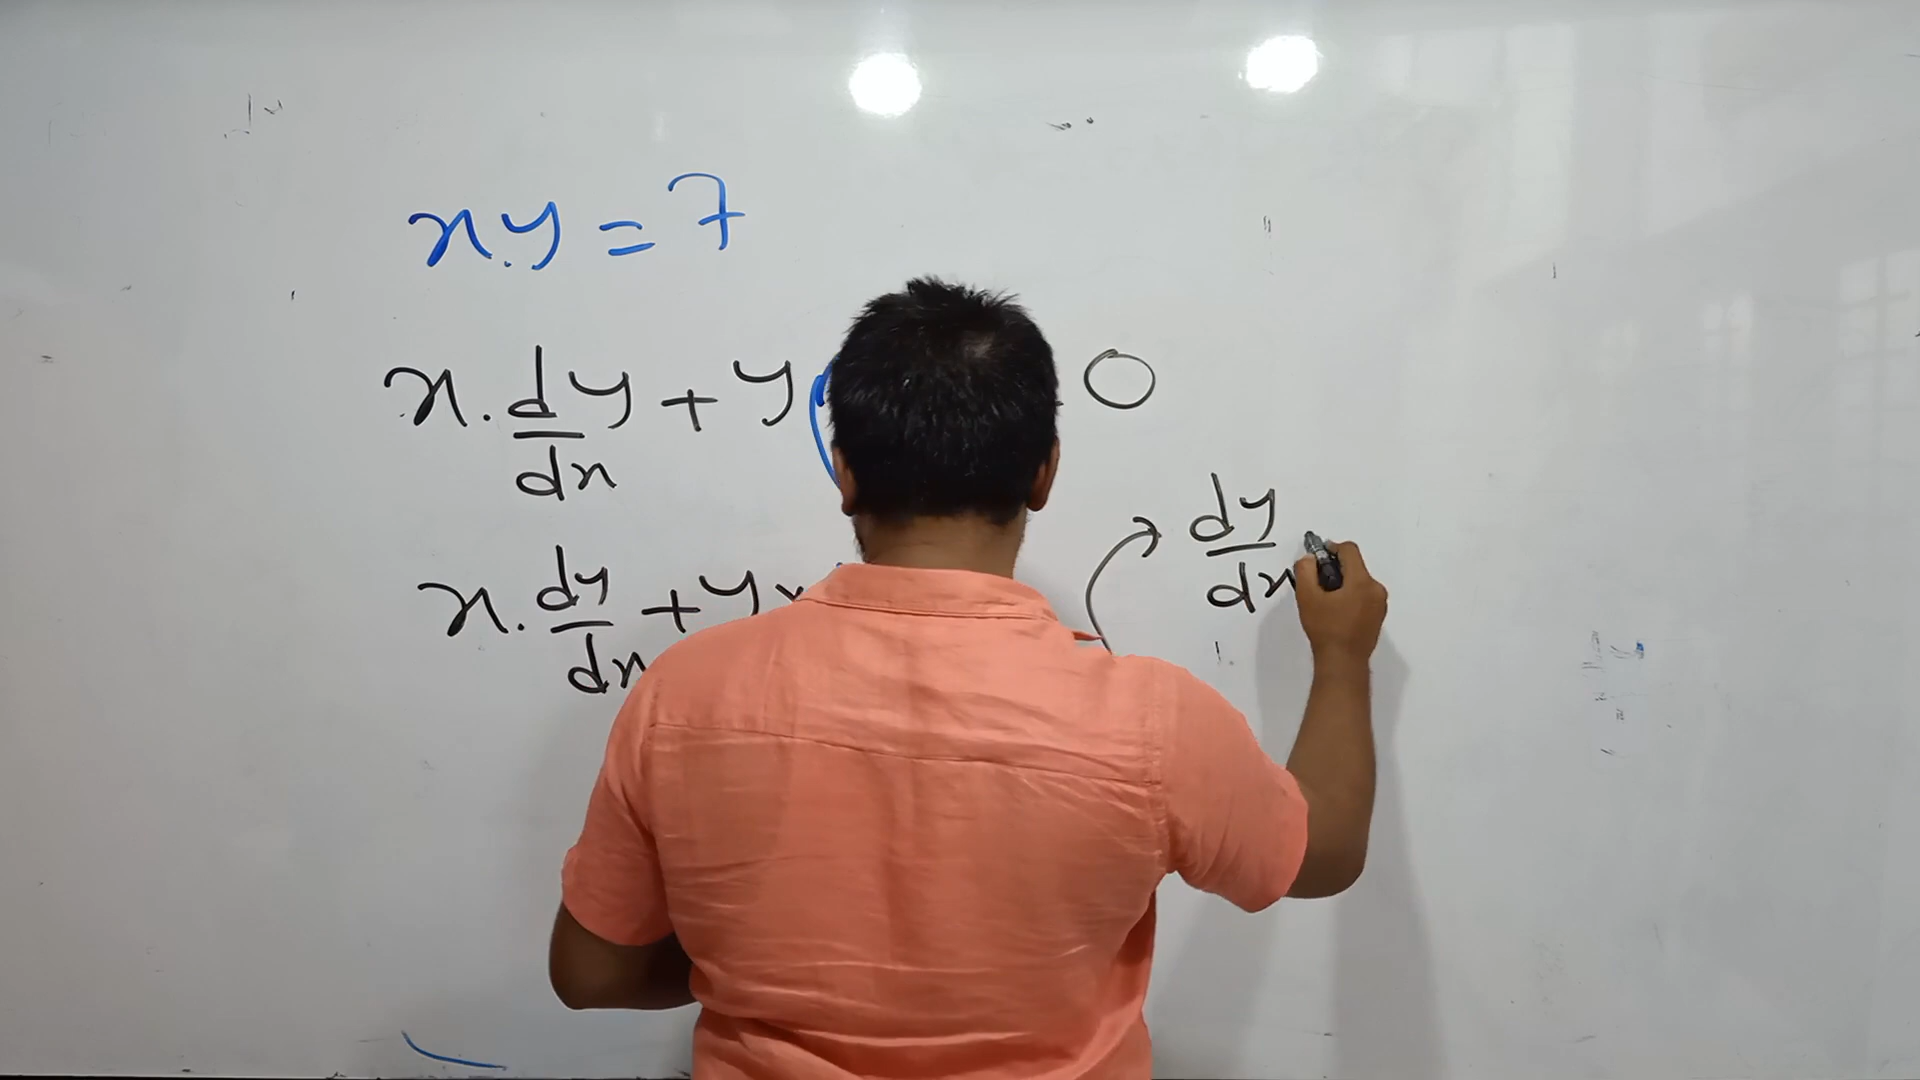 x.y = 7
x. dy/dx + y 0
x. dy/dx + y x
dy/dx